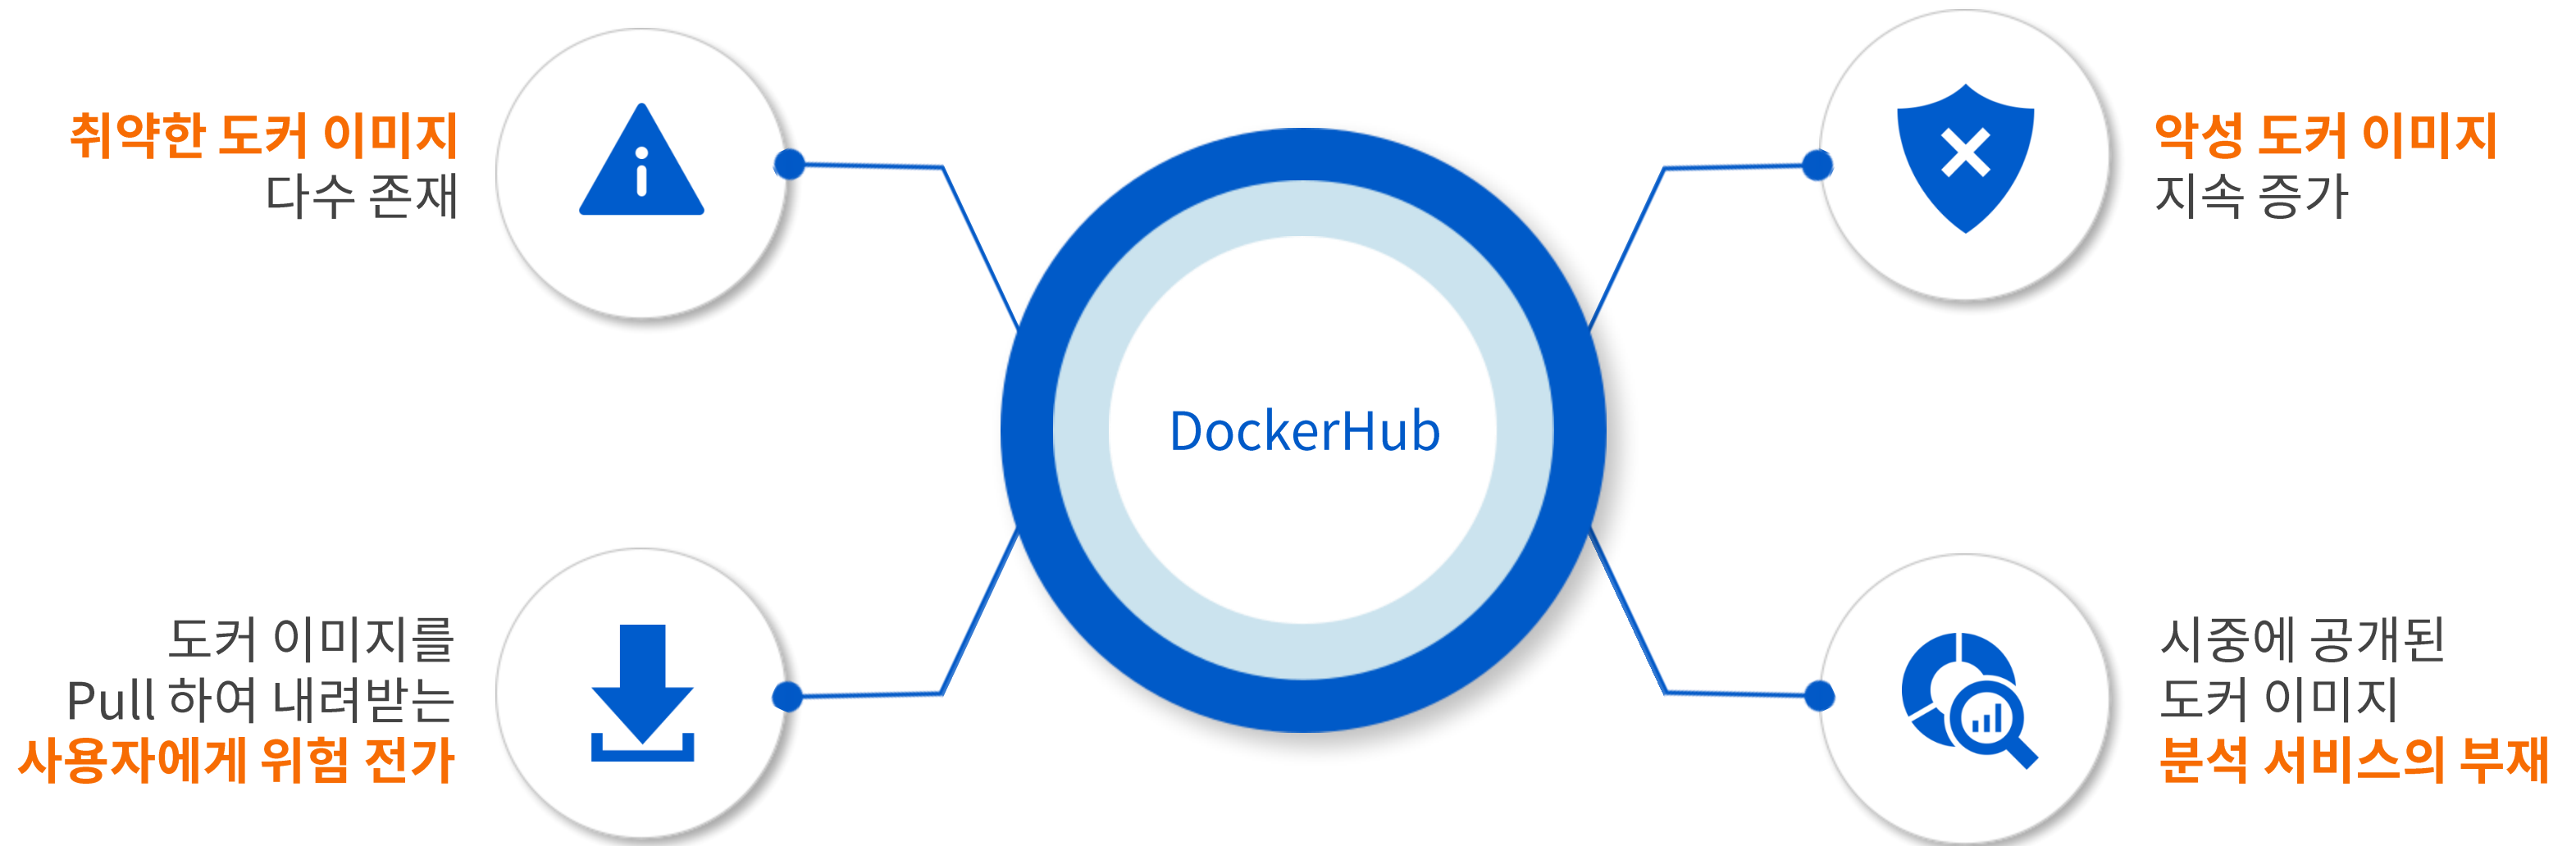 취약한 도커 이미지
다수 존재
악성 도커 이미지
지속 증가
DockerHub
도커 이미지를
Pull 하여 내려받는
사용자에게 위험 전가
시중에 공개된
도커 이미지
분석 서비스의 부재